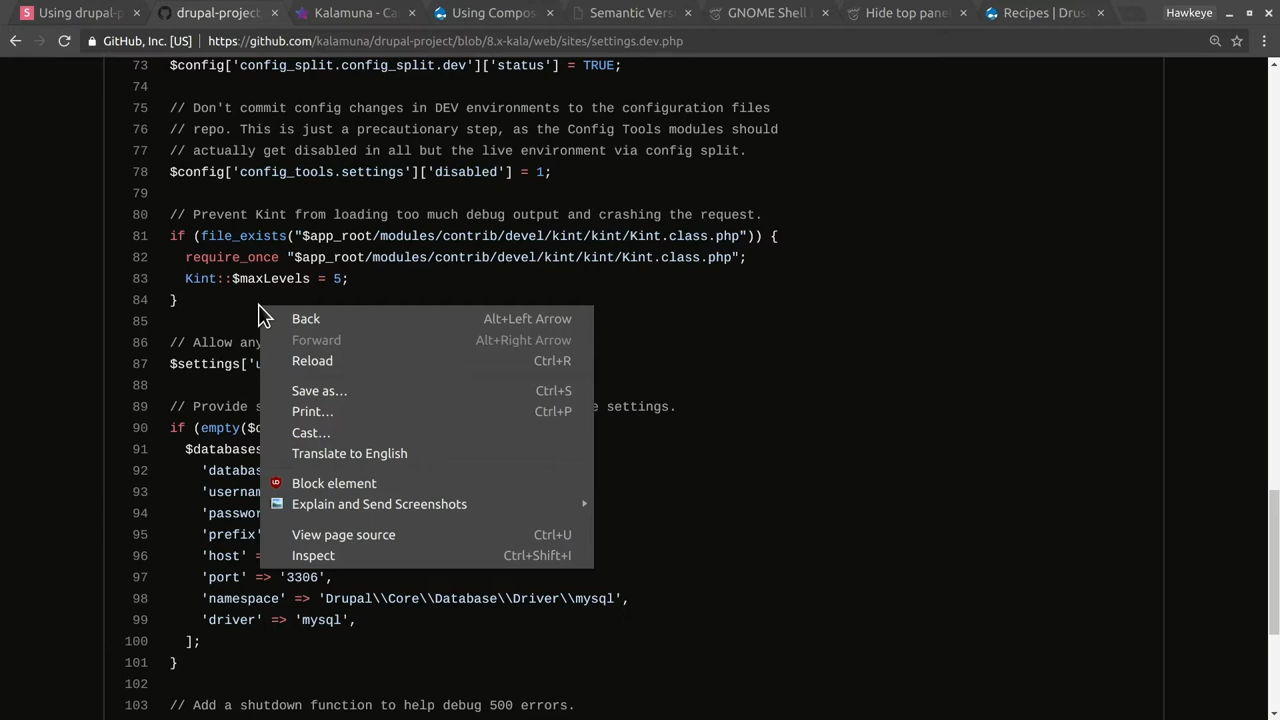 Using drupal-p
drupal-project
Kalamuna - Ca
Using Compos
Semantic Vers
GNOME Shell
Hide top pane
Recipes | Drus
Hawkeye
GitHub, Inc. [US]
https://github.com/kalamuna/drupal-project/blob/8.x-kala/web/sites/settings.dev.php
73 $config['config_split.config_split.dev']['status'] = TRUE;
74
75 // Don't commit config changes in DEV environments to the configuration files
76 // repo. This is just a precautionary step, as the Config Tools modules should
77 // actually get disabled in all but the live environment via config split.
78 $config['config_tools.settings']['disabled'] = 1;
79
80 // Prevent Kint from loading too much debug output and crashing the request.
81 if (file_exists("$app_root/modules/contrib/devel/kint/kint/Kint.class.php")) {
82 require_once "$app_root/modules/contrib/devel/kint/kint/Kint.class.php";
83 Kint::$maxLevels = 5;
84 }
85
86 // Allow any
87 $settings['u
88
89 // Provide s e settings.
90 if (empty($d
91 $databases
92 'databas
93 'usernam
94 'passwor
95 'prefix'
96 'host' =
97 'port' => '3306',
98 'namespace' => 'Drupal\\Core\\Database\\Driver\\mysql',
99 'driver' => 'mysql',
100 ];
101 }
102
103 // Add a shutdown function to help debug 500 errors.
Back Alt+Left Arrow
Forward Alt+Right Arrow
Reload Ctrl+R
Save as… Ctrl+S
Print… Ctrl+P
Cast…
Translate to English
Block element
Explain and Send Screenshots
View page source Ctrl+U
Inspect Ctrl+Shift+I